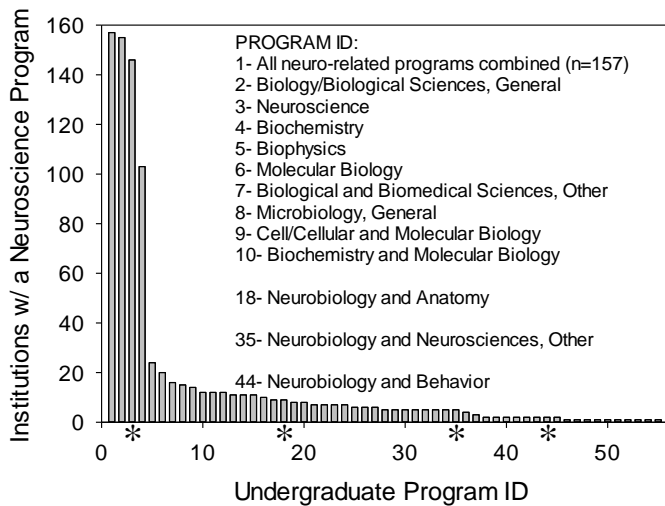 160
140
120
100
80
60
40
20
0
Institutions w/ a Neuroscience Program
PROGRAM ID:
1- All neuro-related programs combined (n=157)
2- Biology/Biological Sciences, General
3- Neuroscience
4- Biochemistry
5- Biophysics
6- Molecular Biology
7- Biological and Biomedical Sciences, Other
8- Microbiology, General
9- Cell/Cellular and Molecular Biology
10- Biochemistry and Molecular Biology
18- Neurobiology and Anatomy
35- Neurobiology and Neurosciences, Other
44- Neurobiology and Behavior
* * * *
0 10 20 30 40 50
Undergraduate Program ID